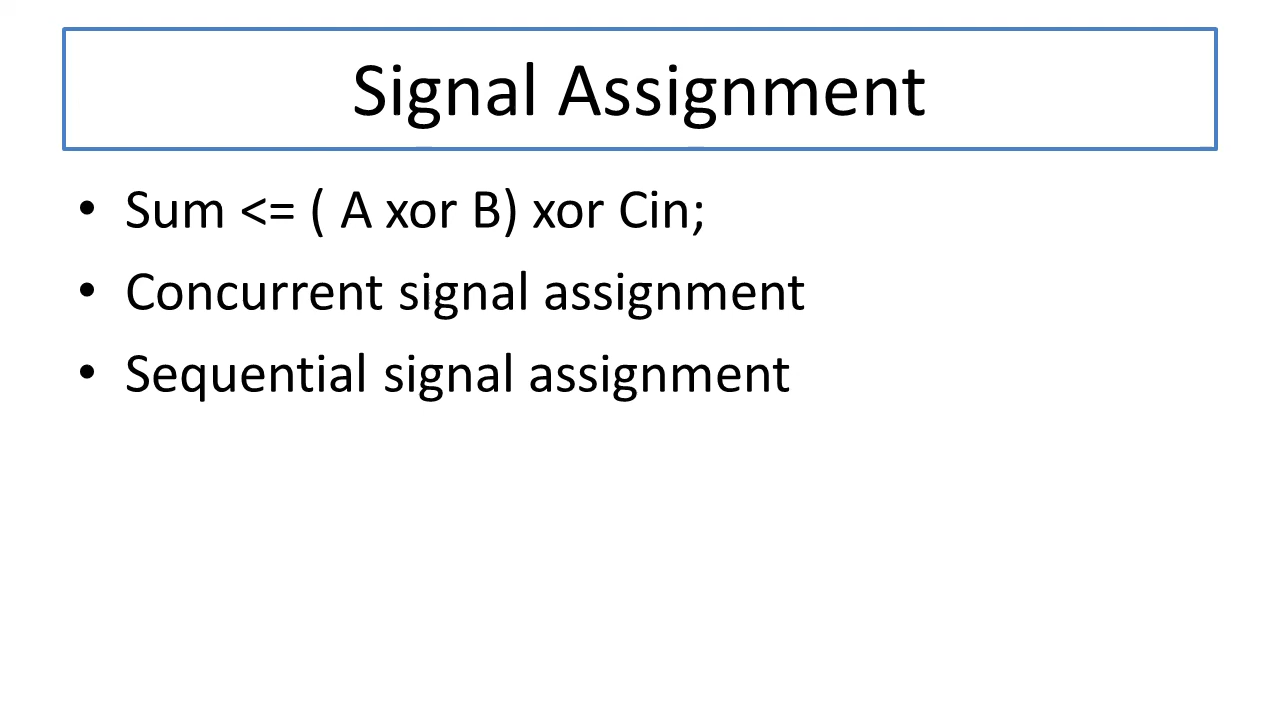 Signal Assignment
• Sum <= ( A xor B) xor Cin;
• Concurrent signal assignment
• Sequential signal assignment